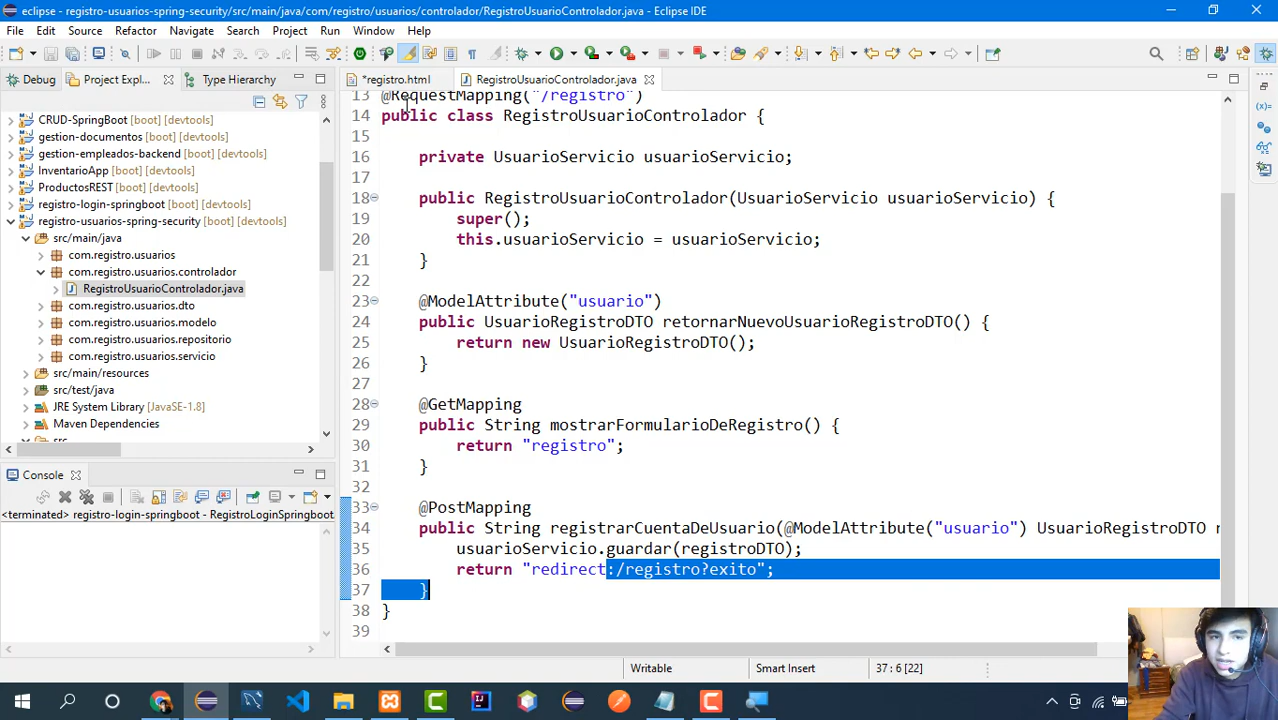 eclipse - registro-usuarios-spring-security/src/main/java/com/registro/usuarios/controlador/RegistroUsuarioControlador.java - Eclipse IDE
File Edit Source Refactor Navigate Search Project Run Window Help
Debug Project Expl... Type Hierarchy
*registro.html RegistroUsuarioControlador.java
CRUD-SpringBoot [boot] [devtools]
gestion-documentos [boot] [devtools]
gestion-empleados-backend [boot] [devtools]
InventarioApp [boot] [devtools]
ProductosREST [boot] [devtools]
registro-login-springboot [boot] [devtools]
registro-usuarios-spring-security [boot] [devtools]
src/main/java
com.registro.usuarios
com.registro.usuarios.controlador
RegistroUsuarioControlador.java
com.registro.usuarios.dto
com.registro.usuarios.modelo
com.registro.usuarios.repositorio
com.registro.usuarios.servicio
src/main/resources
src/test/java
JRE System Library [JavaSE-1.8]
Maven Dependencies
src
Console
<terminated> registro-login-springboot - RegistroLoginSpringboot
13 @RequestMapping("/registro")
14 public class RegistroUsuarioControlador {
15
16 private UsuarioServicio usuarioServicio;
17
18 public RegistroUsuarioControlador(UsuarioServicio usuarioServicio) {
19 super();
20 this.usuarioServicio = usuarioServicio;
21 }
22
23 @ModelAttribute("usuario")
24 public UsuarioRegistroDTO retornarNuevoUsuarioRegistroDTO() {
25 return new UsuarioRegistroDTO();
26 }
27
28 @GetMapping
29 public String mostrarFormularioDeRegistro() {
30 return "registro";
31 }
32
33 @PostMapping
34 public String registrarCuentaDeUsuario(@ModelAttribute("usuario") UsuarioRegistroDTO r
35 usuarioServicio.guardar(registroDTO);
36 return "redirect:/registro?exito";
37 }
38 }
39
Writable Smart Insert 37 : 6 [22]